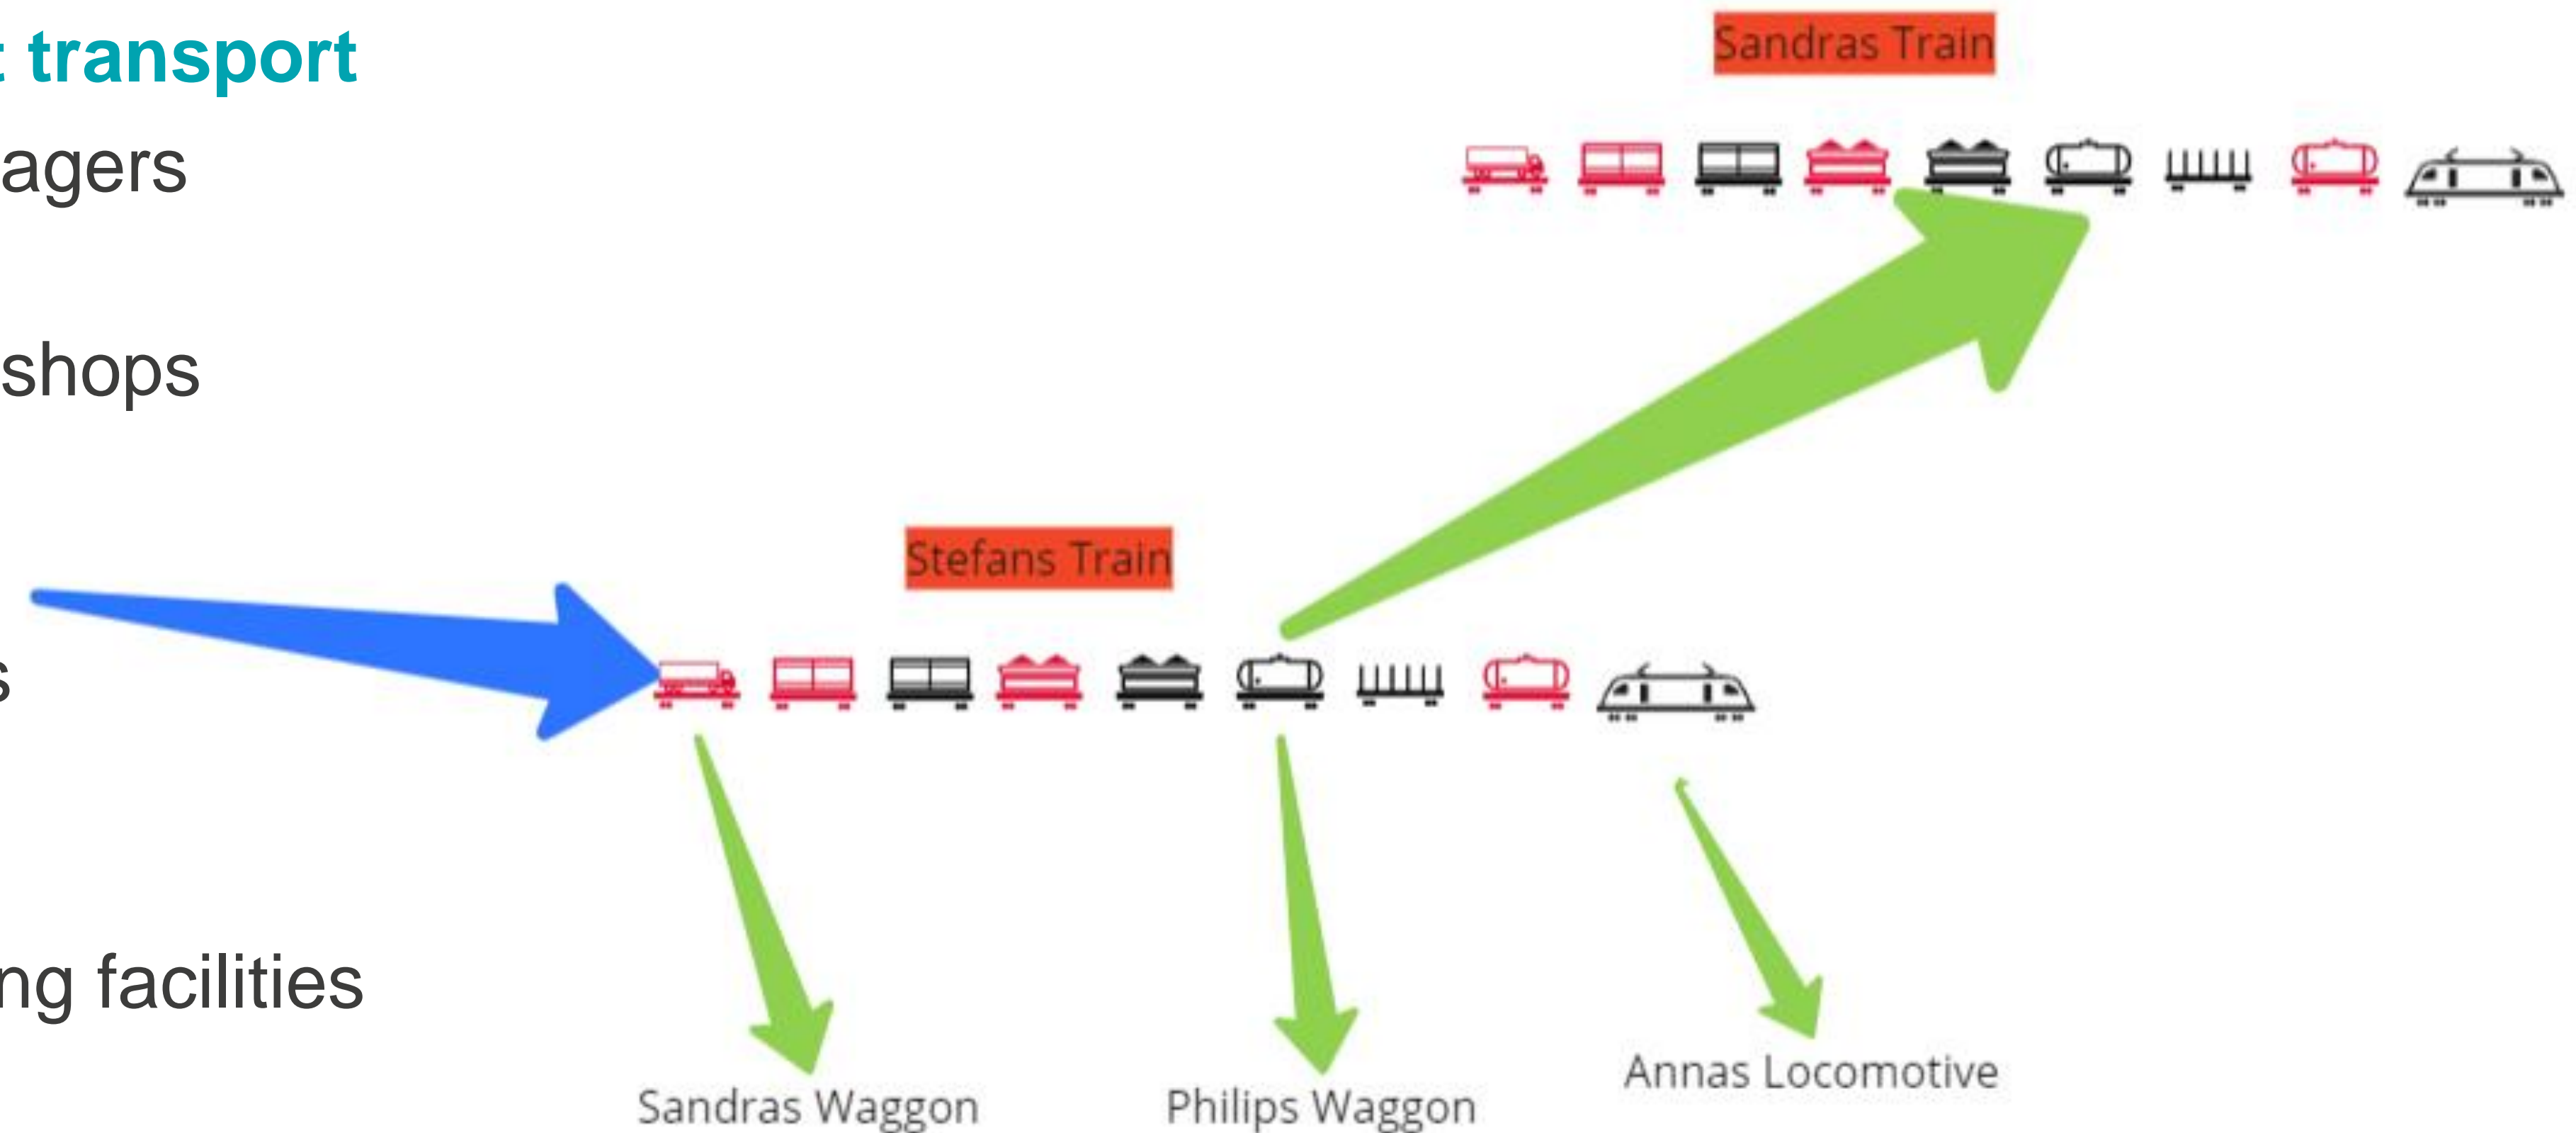 t transport
agers
shops
s
ng facilities
Sandras Train
Stefans Train
Sandras Waggon
Philips Waggon
Annas Locomotive